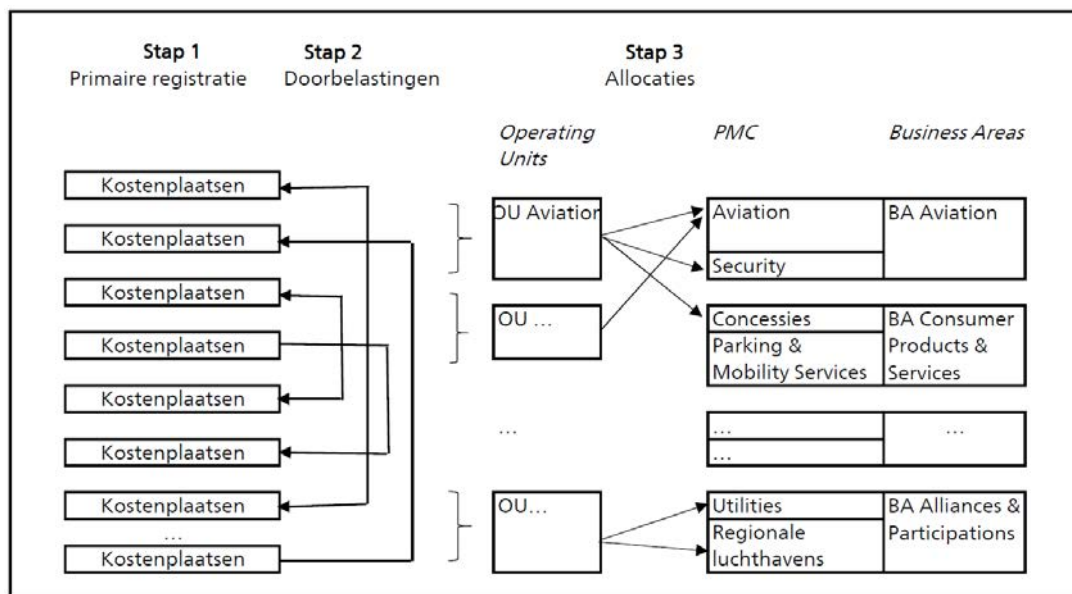 Stap 1
Primaire registratie
Stap 2
Doorbelastingen
Stap 3
Allocaties
Operating
Units
PMC
Business Areas
Kostenplaatsen
Kostenplaatsen
Kostenplaatsen
Kostenplaatsen
Kostenplaatsen
Kostenplaatsen
Kostenplaatsen
...
Kostenplaatsen
OU Aviation
OU ...
...
OU...
Aviation
Security
BA Aviation
Concessies
Parking &
Mobility Services
BA Consumer
Products &
Services
...
...
...
Utilities
Regionale
luchthavens
BA Alliances &
Participations